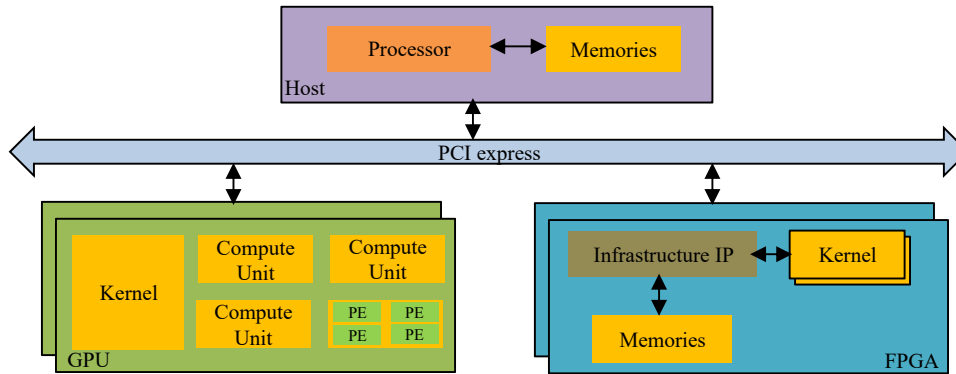 Processor
Memories
Host
PCI express
Kernel
Compute
Unit
Compute
Unit
Compute
Unit
PE
PE
PE
PE
GPU
Infrastructure IP
Kernel
Memories
FPGA